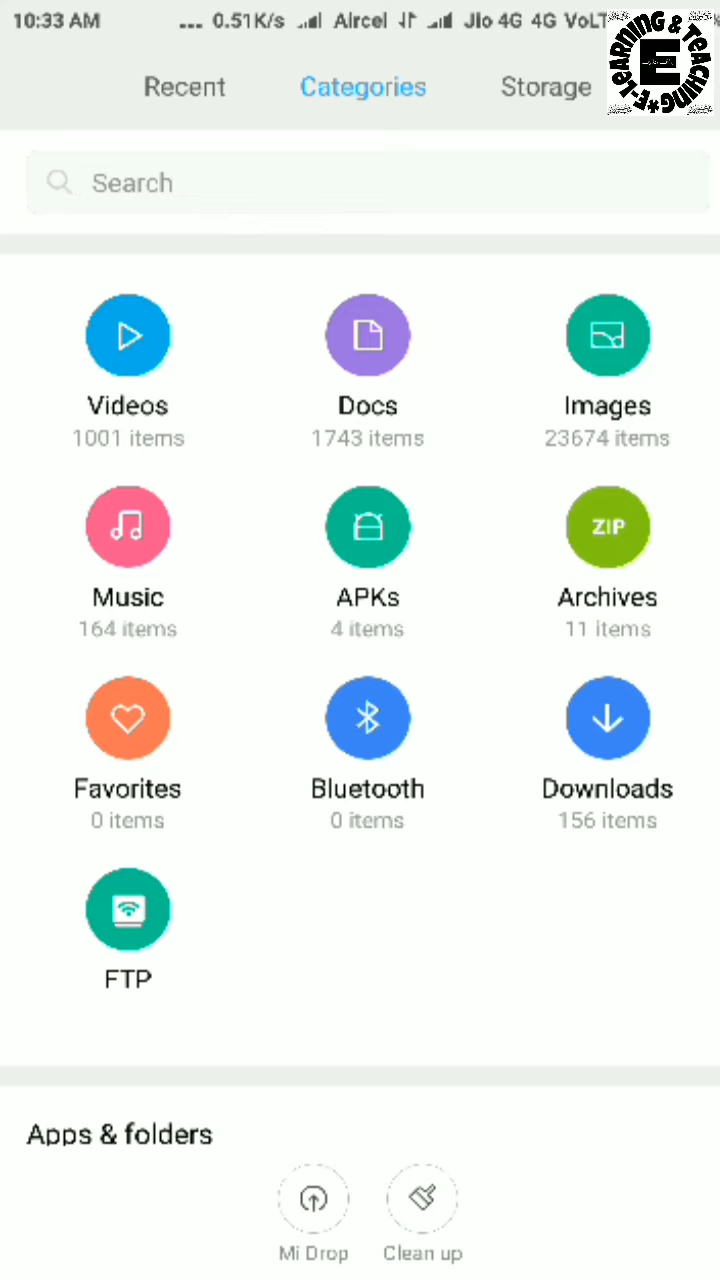 10:33 AM ... 0.51K/s Aircel Jio 4G 4G VoLT
E-LEARNING & TEACHING
E
Recent Categories Storage
Search
Videos Docs Images
1001 items 1743 items 23674 items
ZIP
Music APKs Archives
164 items 4 items 11 items
Favorites Bluetooth Downloads
0 items 0 items 156 items
FTP
Apps & folders
Mi Drop Clean up